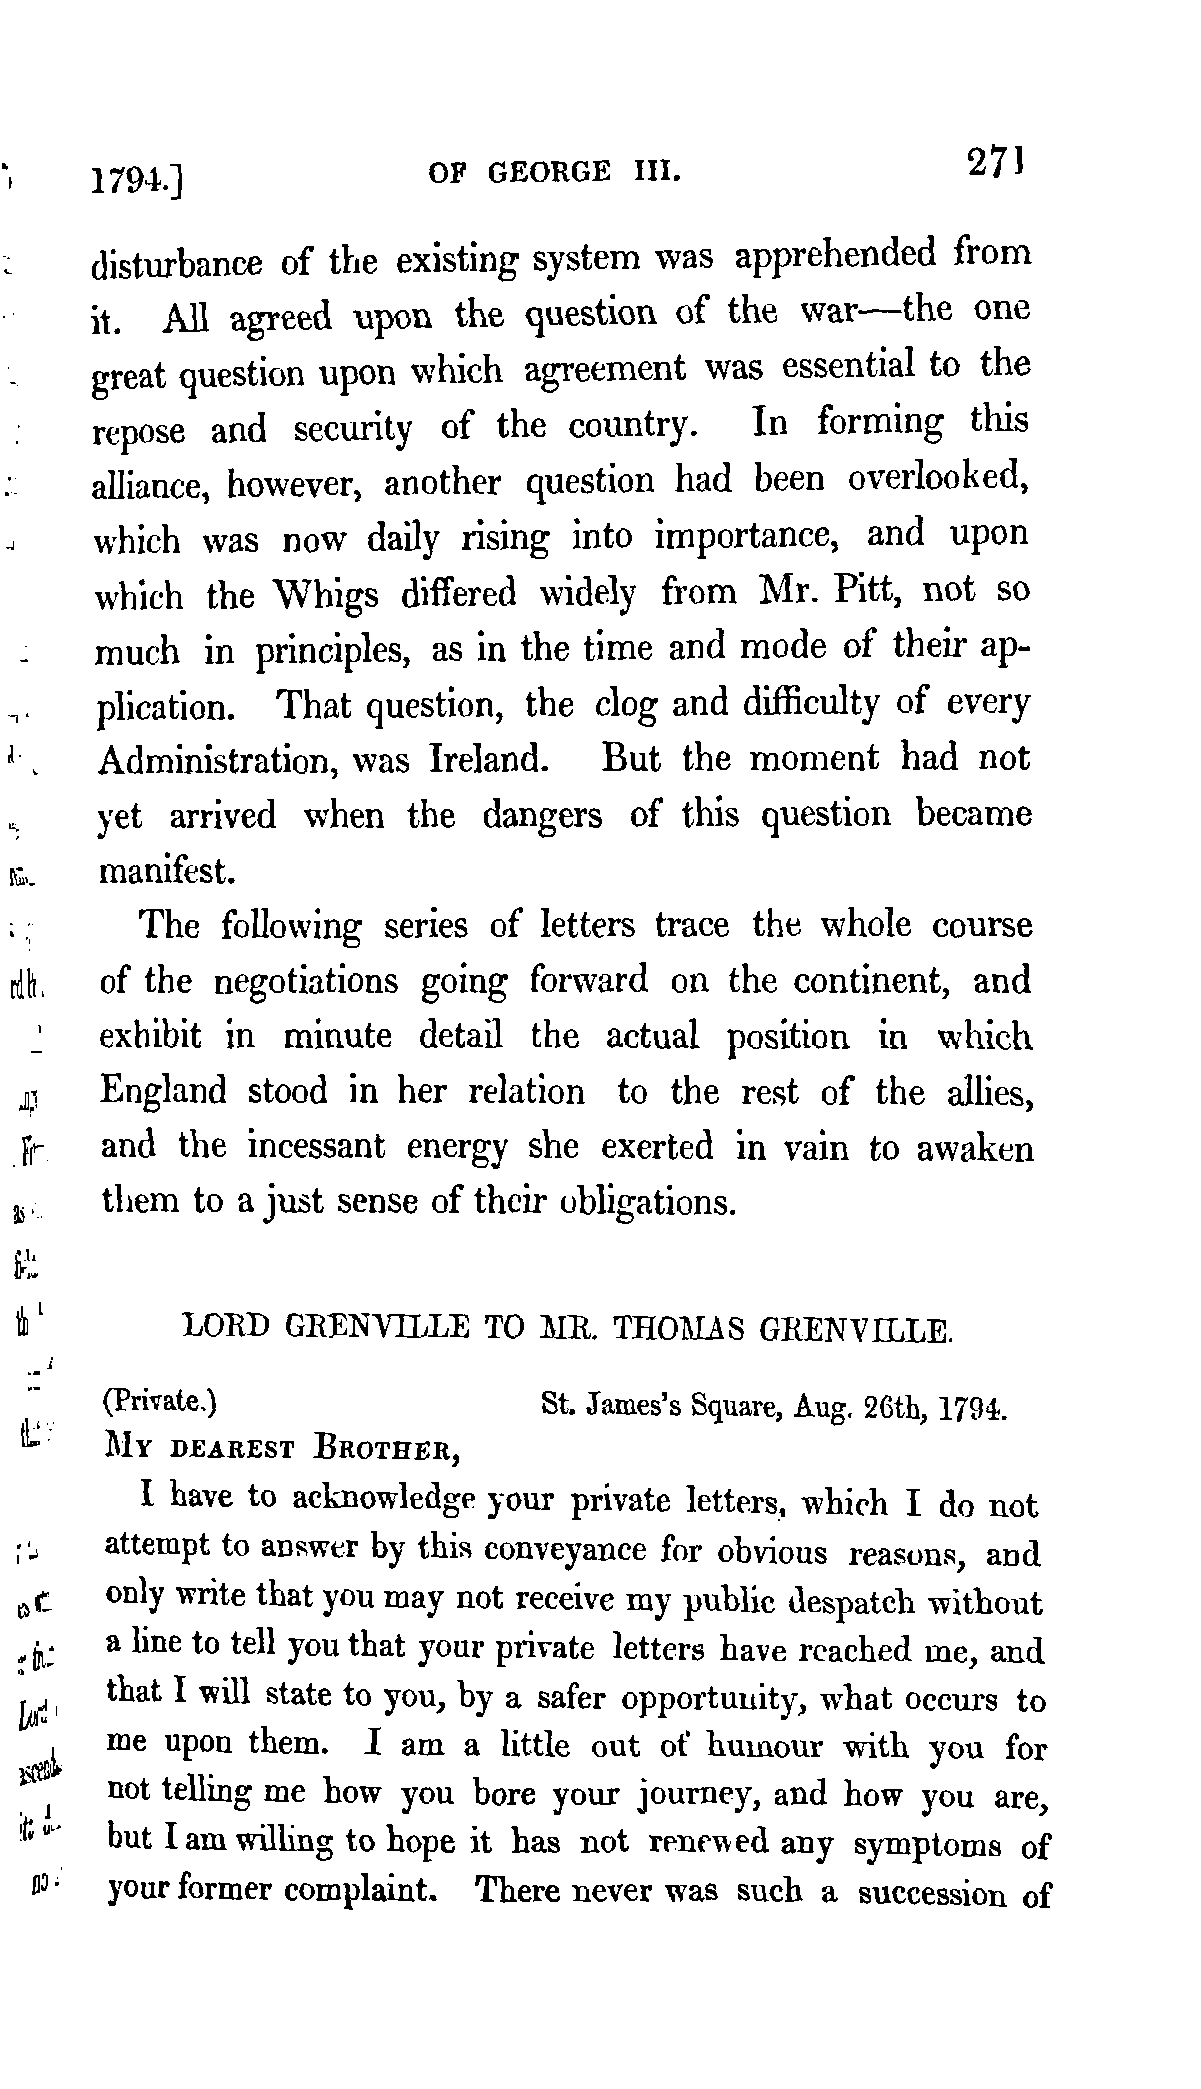 1794.] OF GEORGE III. 271
disturbance of the existing system was apprehended from
it. All agreed upon the question of the war—the one
great question upon which agreement was essential to the
repose and security of the country. In forming this
alliance, however, another question had been overlooked,
which was now daily rising into importance, and upon
which the Whigs differed widely from Mr. Pitt, not so
much in principles, as in the time and mode of their ap-
plication. That question, the clog and difficulty of every
Administration, was Ireland. But the moment had not
yet arrived when the dangers of this question became
manifest.
The following series of letters trace the whole course
of the negotiations going forward on the continent, and
exhibit in minute detail the actual position in which
England stood in her relation to the rest of the allies,
and the incessant energy she exerted in vain to awaken
them to a just sense of their obligations.
LORD GRENVILLE TO MR. THOMAS GRENVILLE.
(Private.) St. James's Square, Aug. 26th, 1794.
MY DEAREST BROTHER,
I have to acknowledge your private letters, which I do not
attempt to answer by this conveyance for obvious reasons, and
only write that you may not receive my public despatch without
a line to tell you that your private letters have reached me, and
that I will state to you, by a safer opportunity, what occurs to
me upon them. I am a little out of humour with you for
not telling me how you bore your journey, and how you are,
but I am willing to hope it has not renewed any symptoms of
your former complaint. There never was such a succession of